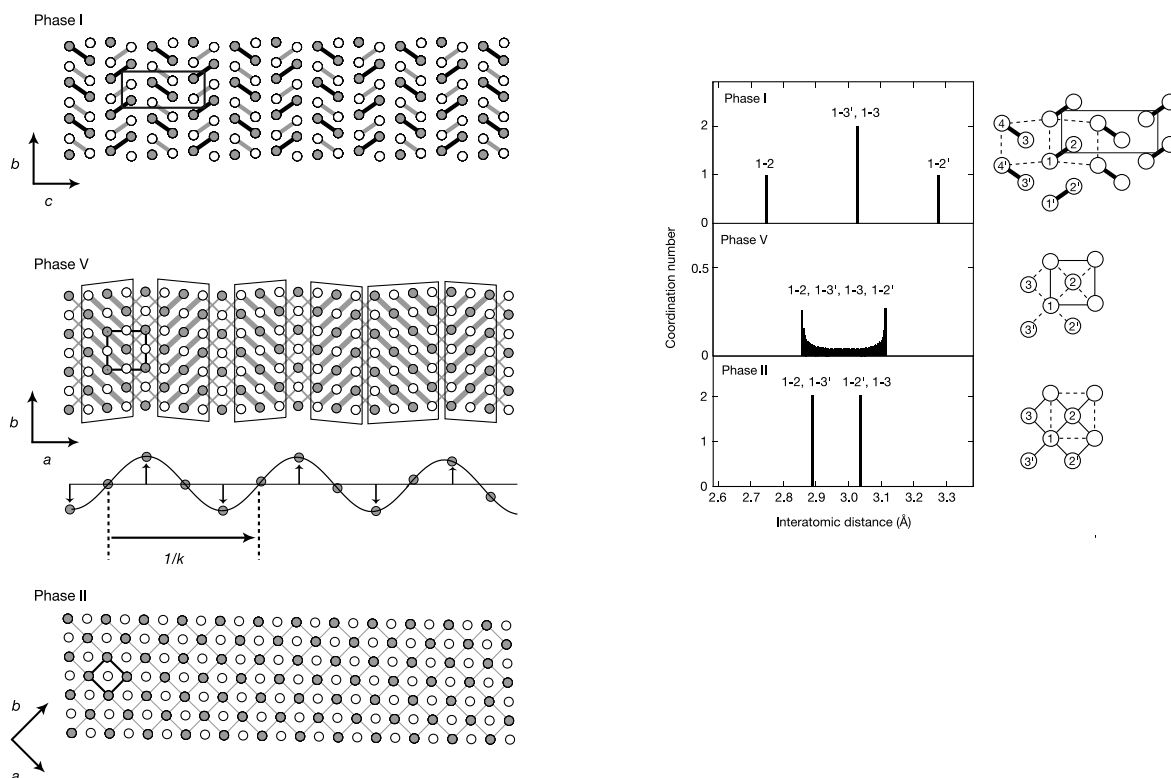 Phase I
b
c
Phase V
b
a
1/k
Phase II
b
a
Coordination number
Phase I
2
1
0
1-2
1-3', 1-3
1-2'
Phase V
0.5
0
1-2, 1-3', 1-3, 1-2'
Phase II
2
1
0
1-2, 1-3'
1-2', 1-3
2.6 2.7 2.8 2.9 3.0 3.1 3.2 3.3
Interatomic distance (Å)
4
3
2
4'
1
3'
2'
1'
3
2
1
3'
2'
3
2
1
3'
2'